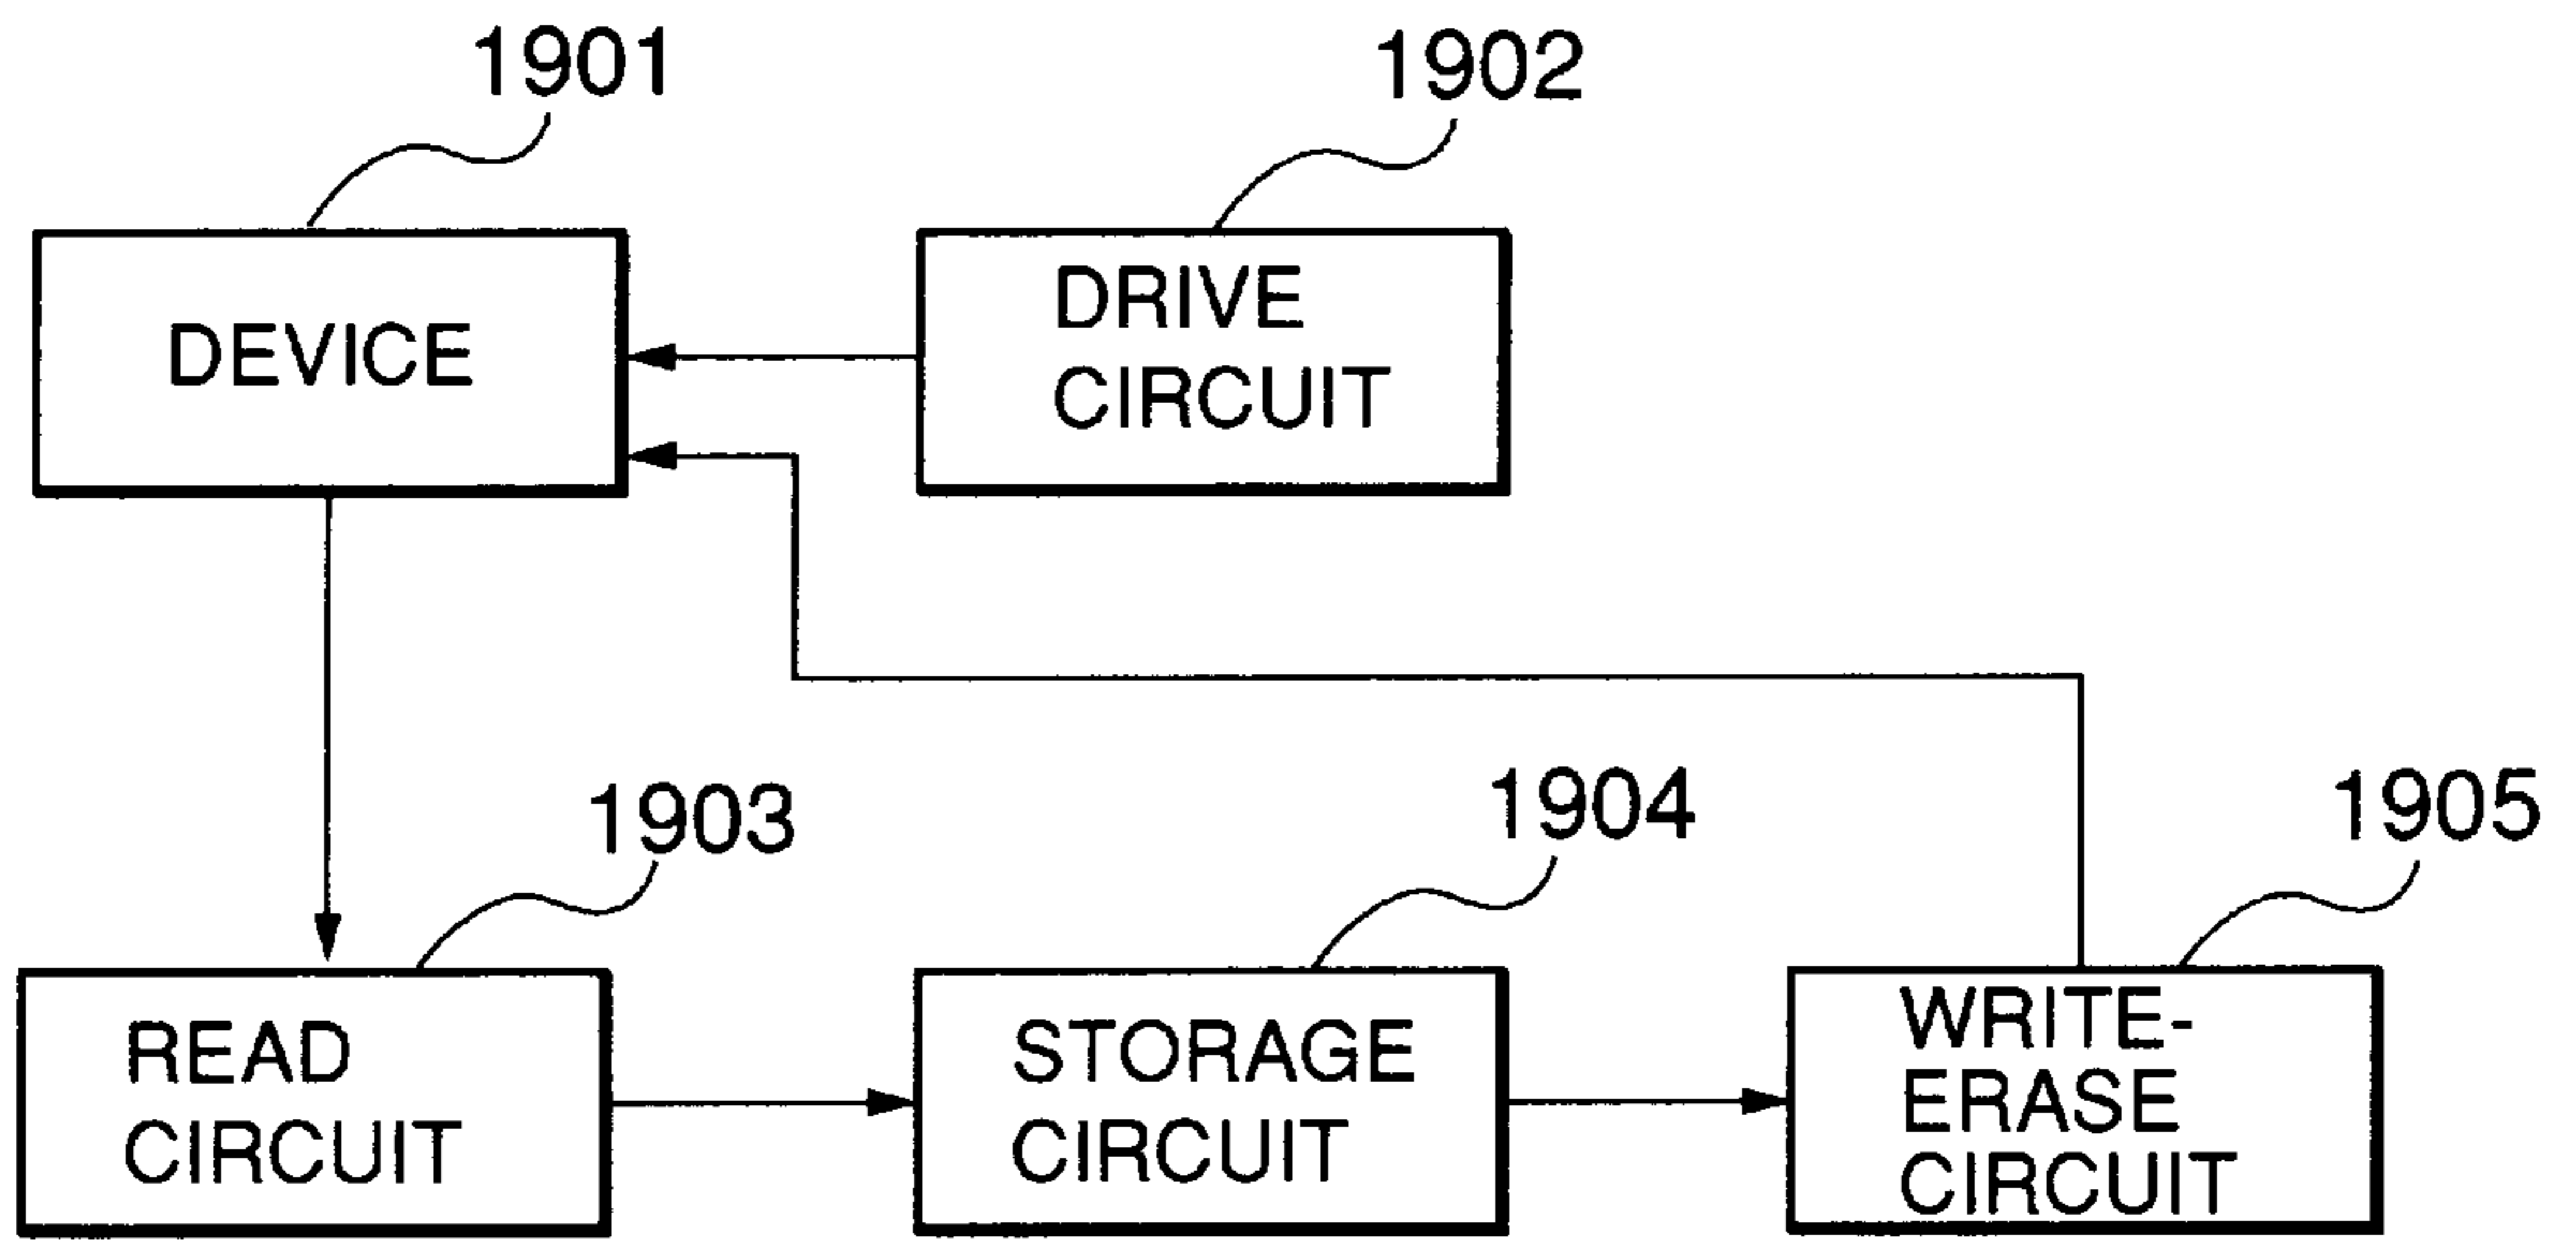 1901
1902
DEVICE
DRIVE
CIRCUIT
1903
1904
1905
READ
CIRCUIT
STORAGE
CIRCUIT
WRITE-
ERASE
CIRCUIT